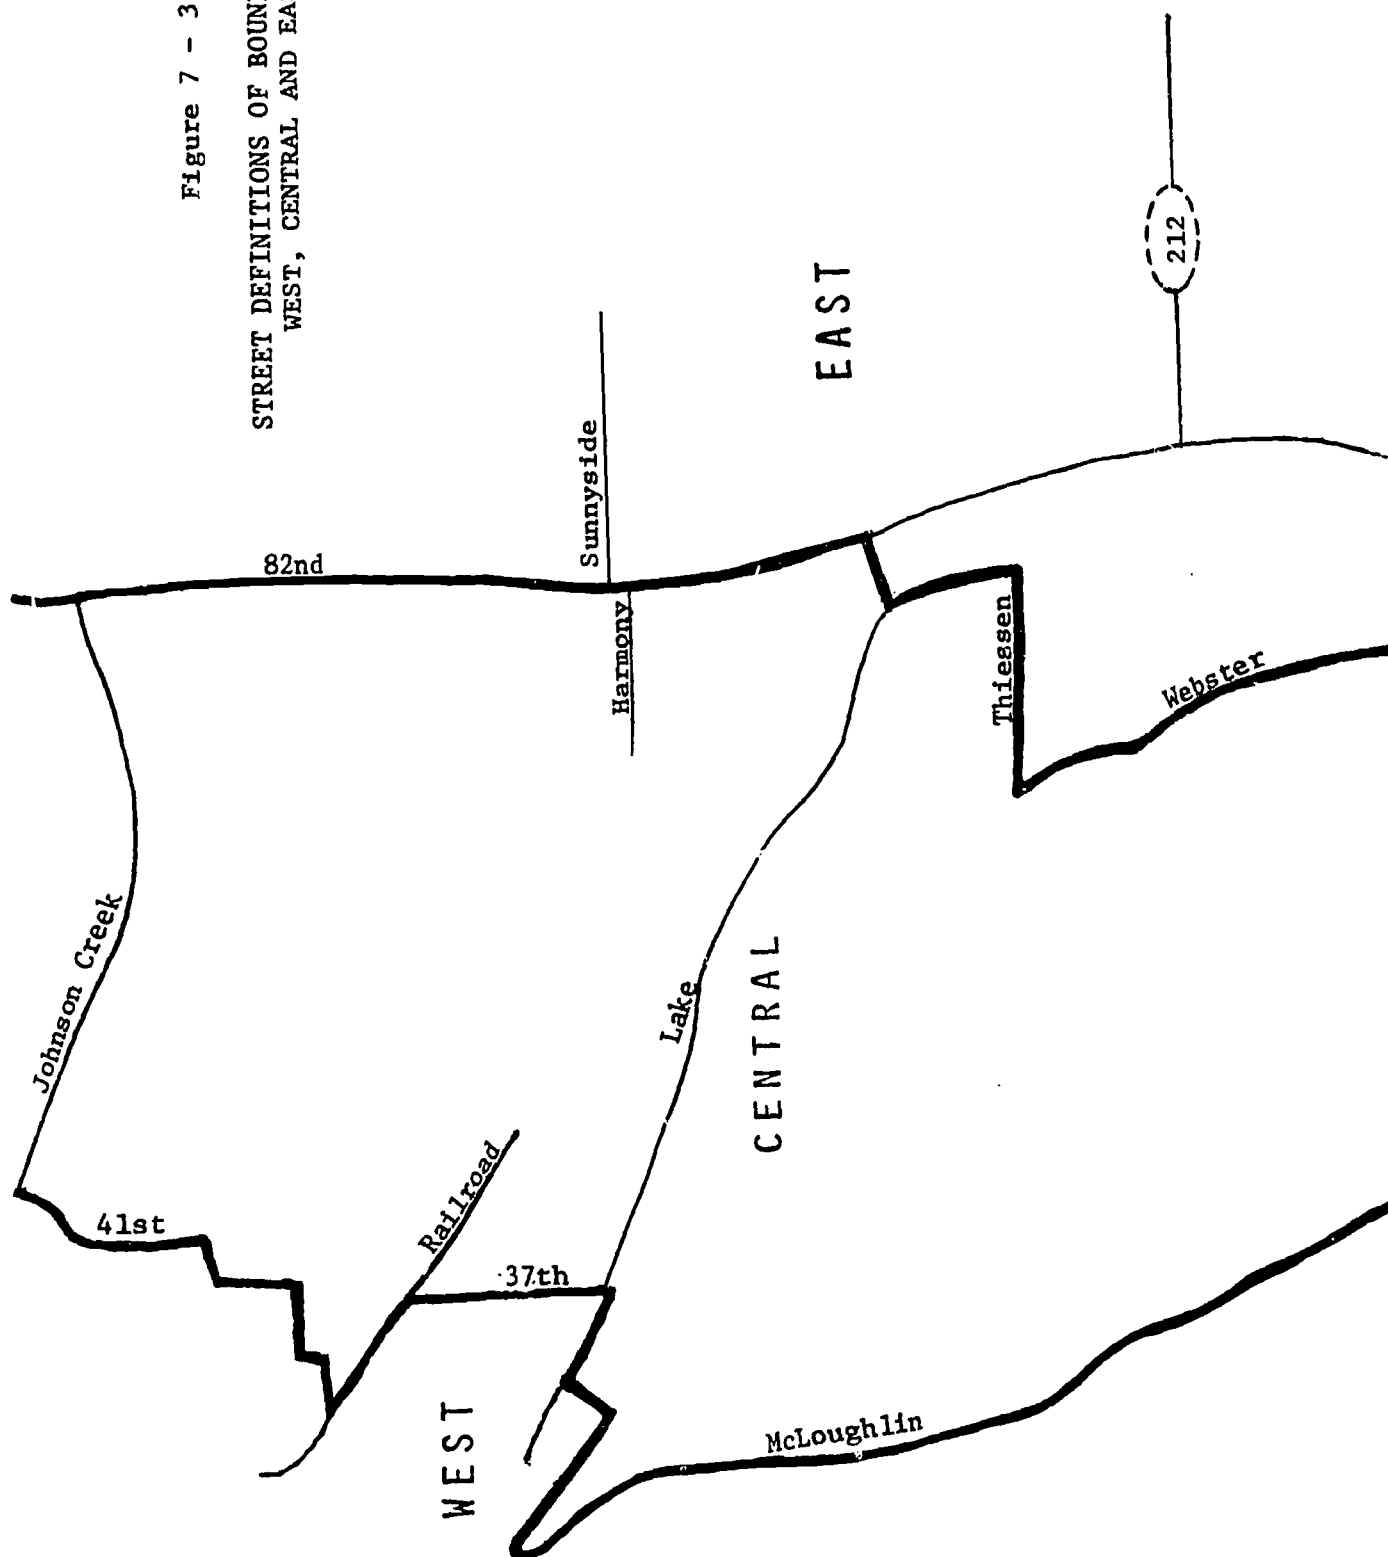 Figure 7 - 3
STREET DEFINITIONS OF BOUN
WEST, CENTRAL AND EA
82nd
Sunnyside
Harmony
EAST
212
Johnson Creek
41st
Railroad
37th
Lake
CENTRAL
Thiessen
Webster
WEST
McLoughlin